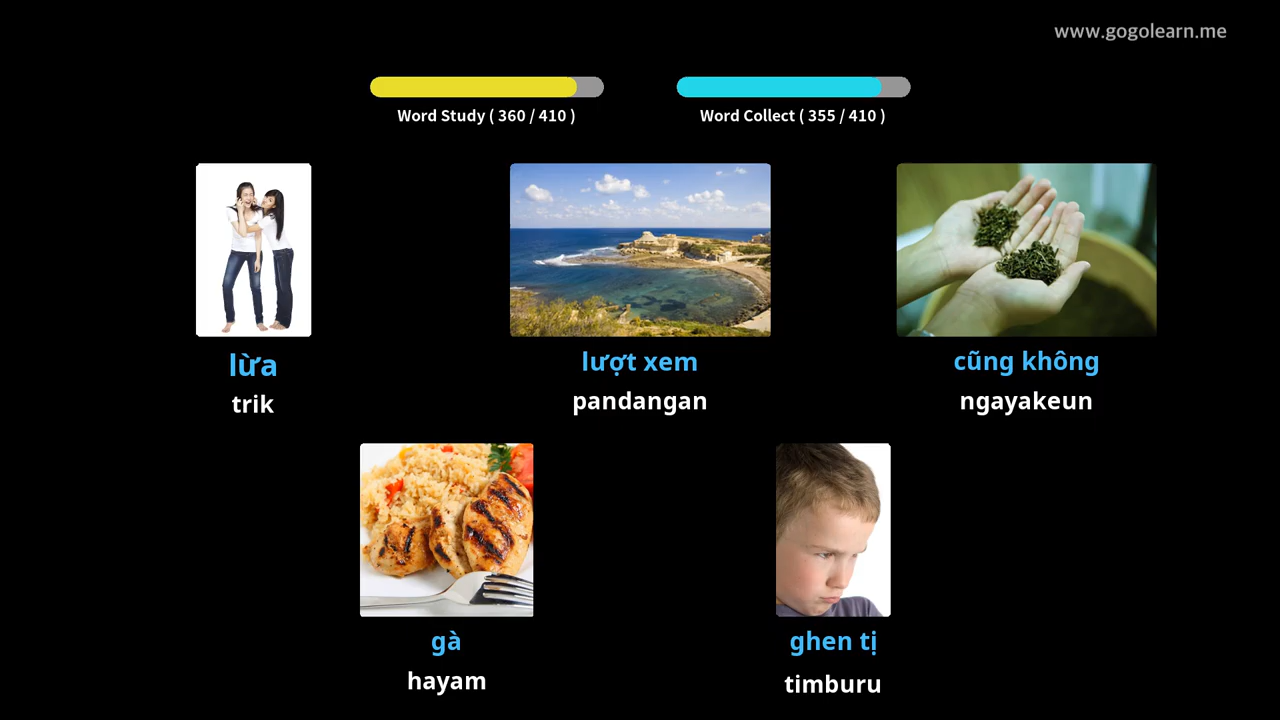 www.gogolearn.me
Word Study ( 360 / 410 )
Word Collect ( 355 / 410 )
lừa
trik
lượt xem
pandangan
cũng không
ngayakeun
gà
hayam
ghen tị
timburu